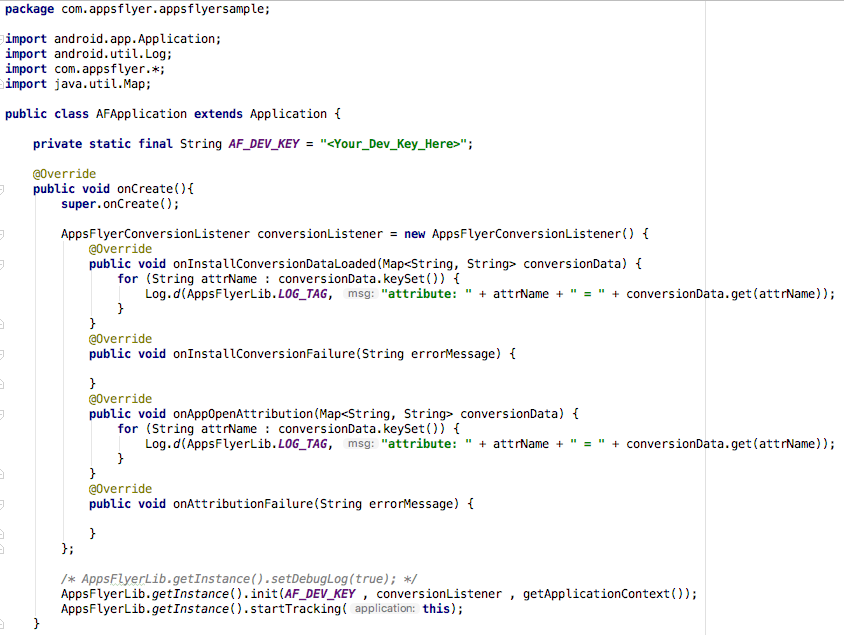 package com.appsflyer.appsflyersample;
import android.app.Application;
import android.util.Log;
import com.appsflyer.*;
import java.util.Map;
public class AFApplication extends Application {
private static final String AF_DEV_KEY = "<Your_Dev_Key_Here>";
@Override
public void onCreate(){
super.onCreate();
AppsFlyerConversionListener conversionListener = new AppsFlyerConversionListener() {
@Override
public void onInstallConversionDataLoaded(Map<String, String> conversionData) {
for (String attrName : conversionData.keySet()) {
Log.d(AppsFlyerLib.LOG_TAG, msg: "attribute: " + attrName + " = " + conversionData.get(attrName));
}
}
@Override
public void onInstallConversionFailure(String errorMessage) {
}
@Override
public void onAppOpenAttribution(Map<String, String> conversionData) {
for (String attrName : conversionData.keySet()) {
Log.d(AppsFlyerLib.LOG_TAG, msg: "attribute: " + attrName + " = " + conversionData.get(attrName));
}
}
@Override
public void onAttributionFailure(String errorMessage) {
}
};
/* AppsFlyerLib.getInstance().setDebugLog(true); */
AppsFlyerLib.getInstance().init(AF_DEV_KEY , conversionListener , getApplicationContext());
AppsFlyerLib.getInstance().startTracking( application: this);
}